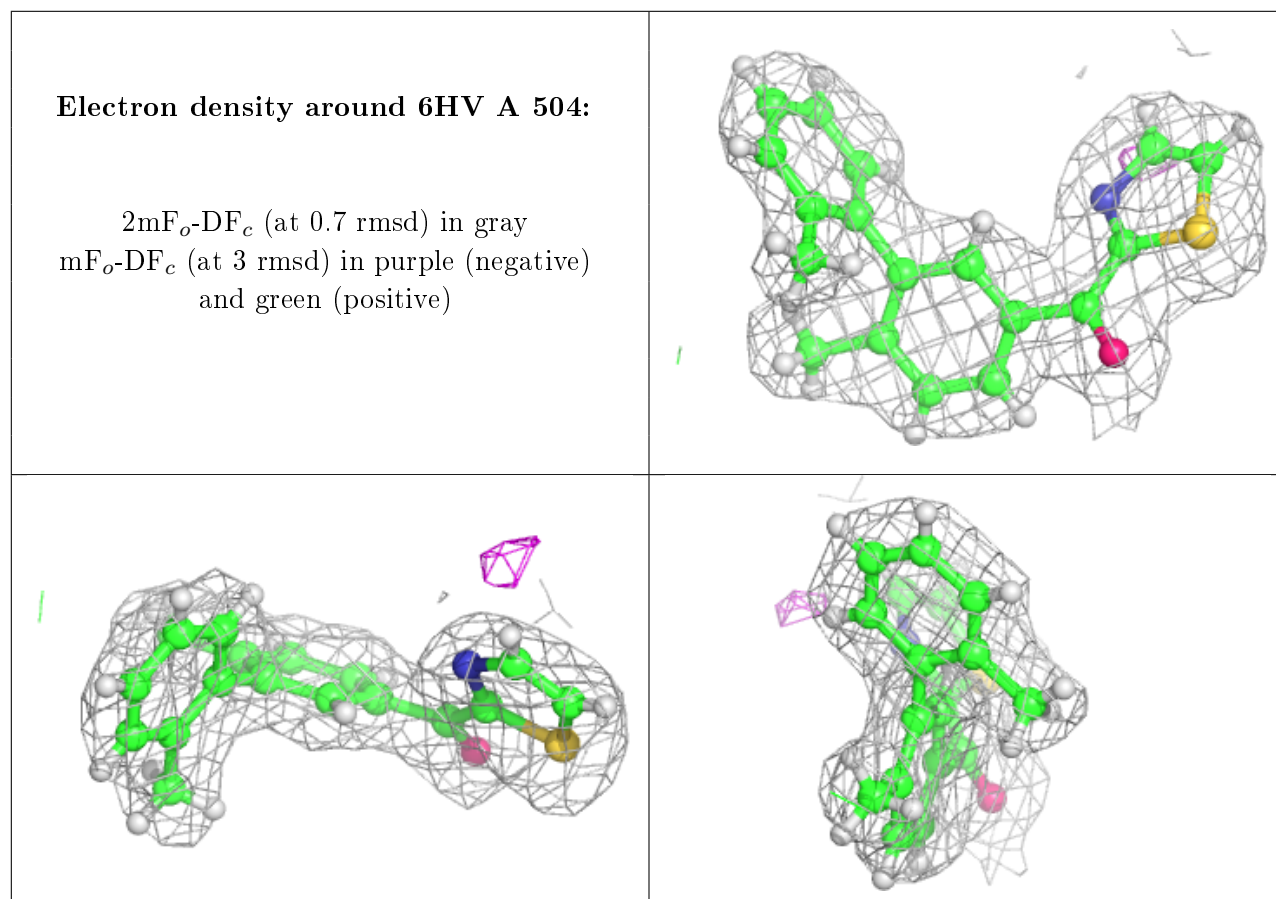 Electron density around 6HV A 504:
2mFo-DFc (at 0.7 rmsd) in gray
mFo-DFc (at 3 rmsd) in purple (negative)
and green (positive)